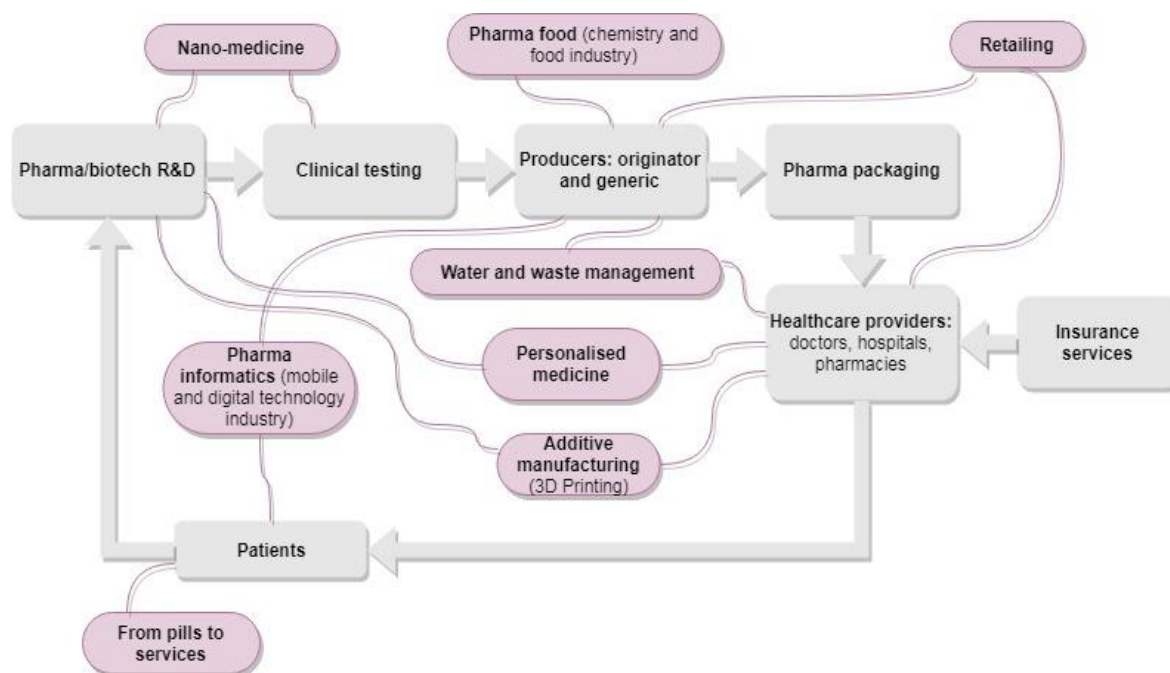 Nano-medicine
Pharma food (chemistry and
food industry)
Retailing
Pharma/biotech R&D
Clinical testing
Producers: originator
and generic
Pharma packaging
Water and waste management
Healthcare providers:
doctors, hospitals,
pharmacies
Insurance
services
Pharma
informatics (mobile
and digital technology
industry)
Personalised
medicine
Additive
manufacturing
(3D Printing)
Patients
From pills to
services